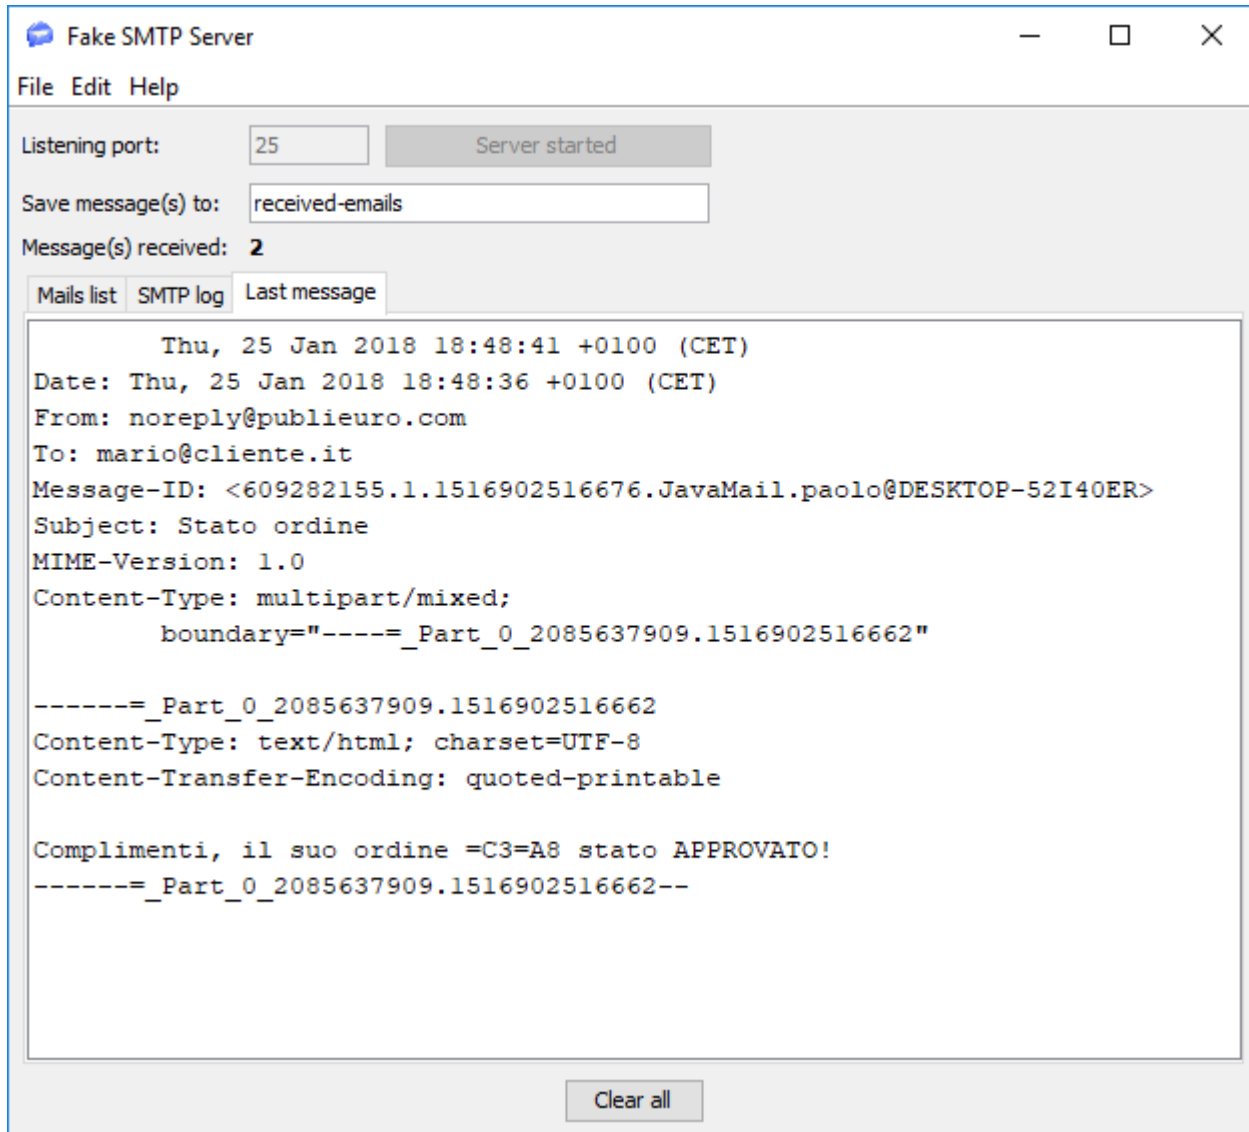 Fake SMTP Server
File Edit Help
Listening port: 25 Server started
Save message(s) to: received-emails
Message(s) received: 2
Mails list SMTP log Last message
Thu, 25 Jan 2018 18:48:41 +0100 (CET)
Date: Thu, 25 Jan 2018 18:48:36 +0100 (CET)
From: noreply@publieuro.com
To: mario@cliente.it
Message-ID: <609282155.1.1516902516676.JavaMail.paolo@DESKTOP-52I40ER>
Subject: Stato ordine
MIME-Version: 1.0
Content-Type: multipart/mixed;
boundary="----=_Part_0_2085637909.1516902516662"
------=_Part_0_2085637909.1516902516662
Content-Type: text/html; charset=UTF-8
Content-Transfer-Encoding: quoted-printable
Complimenti, il suo ordine =C3=A8 stato APPROVATO!
------=_Part_0_2085637909.1516902516662--
Clear all